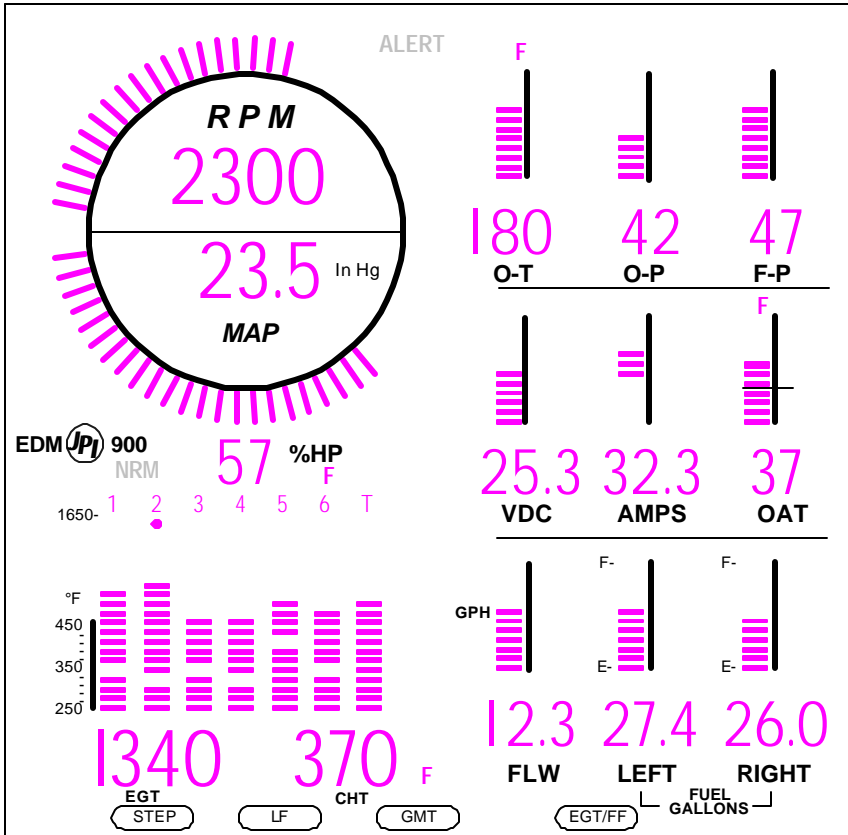 ALERT
F
RPM
2300
180 42 47
O-T O-P F-P
23.5 In Hg
MAP
F
EDM JPI 900
NRM
57 %HP
F
25.3 32.3 37
VDC AMPS OAT
1650- 1 2 3 4 5 6 T
F- F-
°F
GPH
450
350
250
E- E-
1340 370 F
12.3 27.4 26.0
FLW LEFT RIGHT
EGT CHT
FUEL
GALLONS
STEP LF GMT EGT/FF